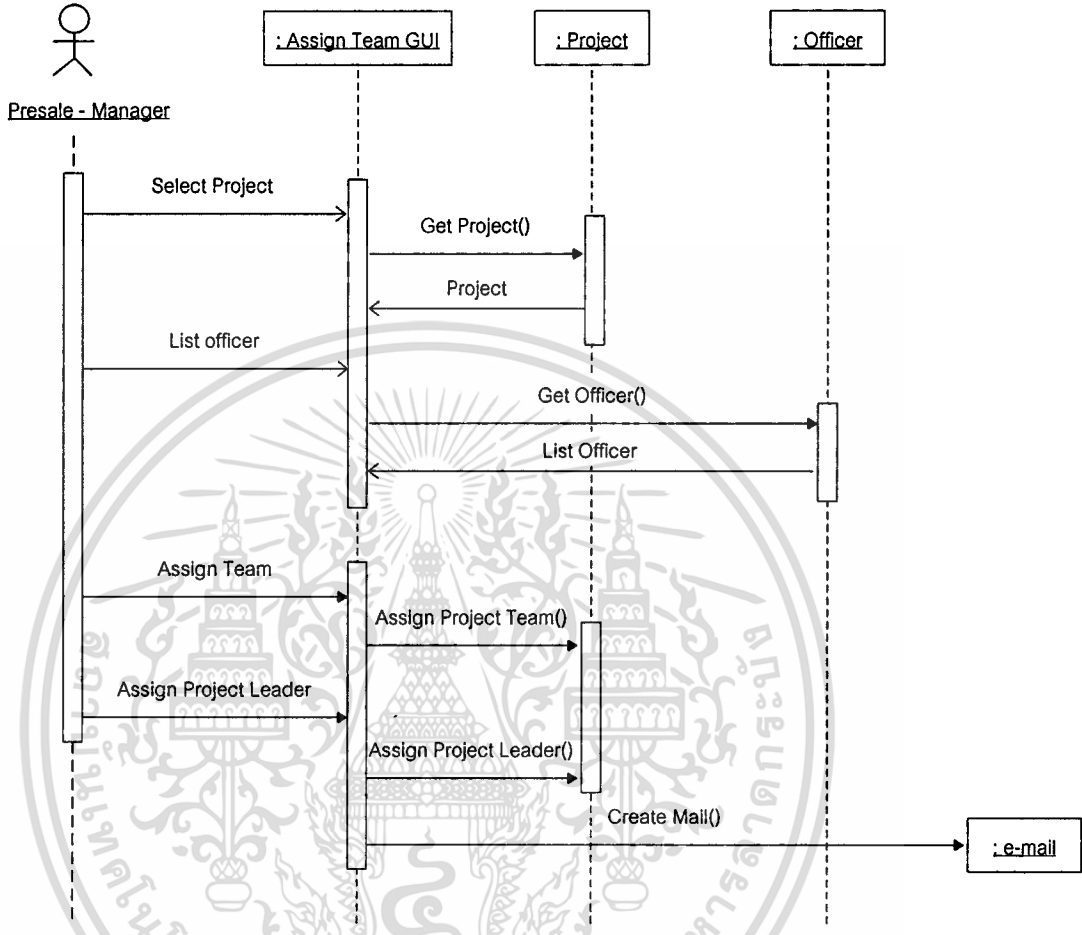 : Assign Team GUI
: Project
: Officer
Presale - Manager
Select Project
Get Project()
Project
List officer
Get Officer()
List Officer
Assign Team
Assign Project Team()
Assign Project Leader
Assign Project Leader()
Create Mail()
: e-mail